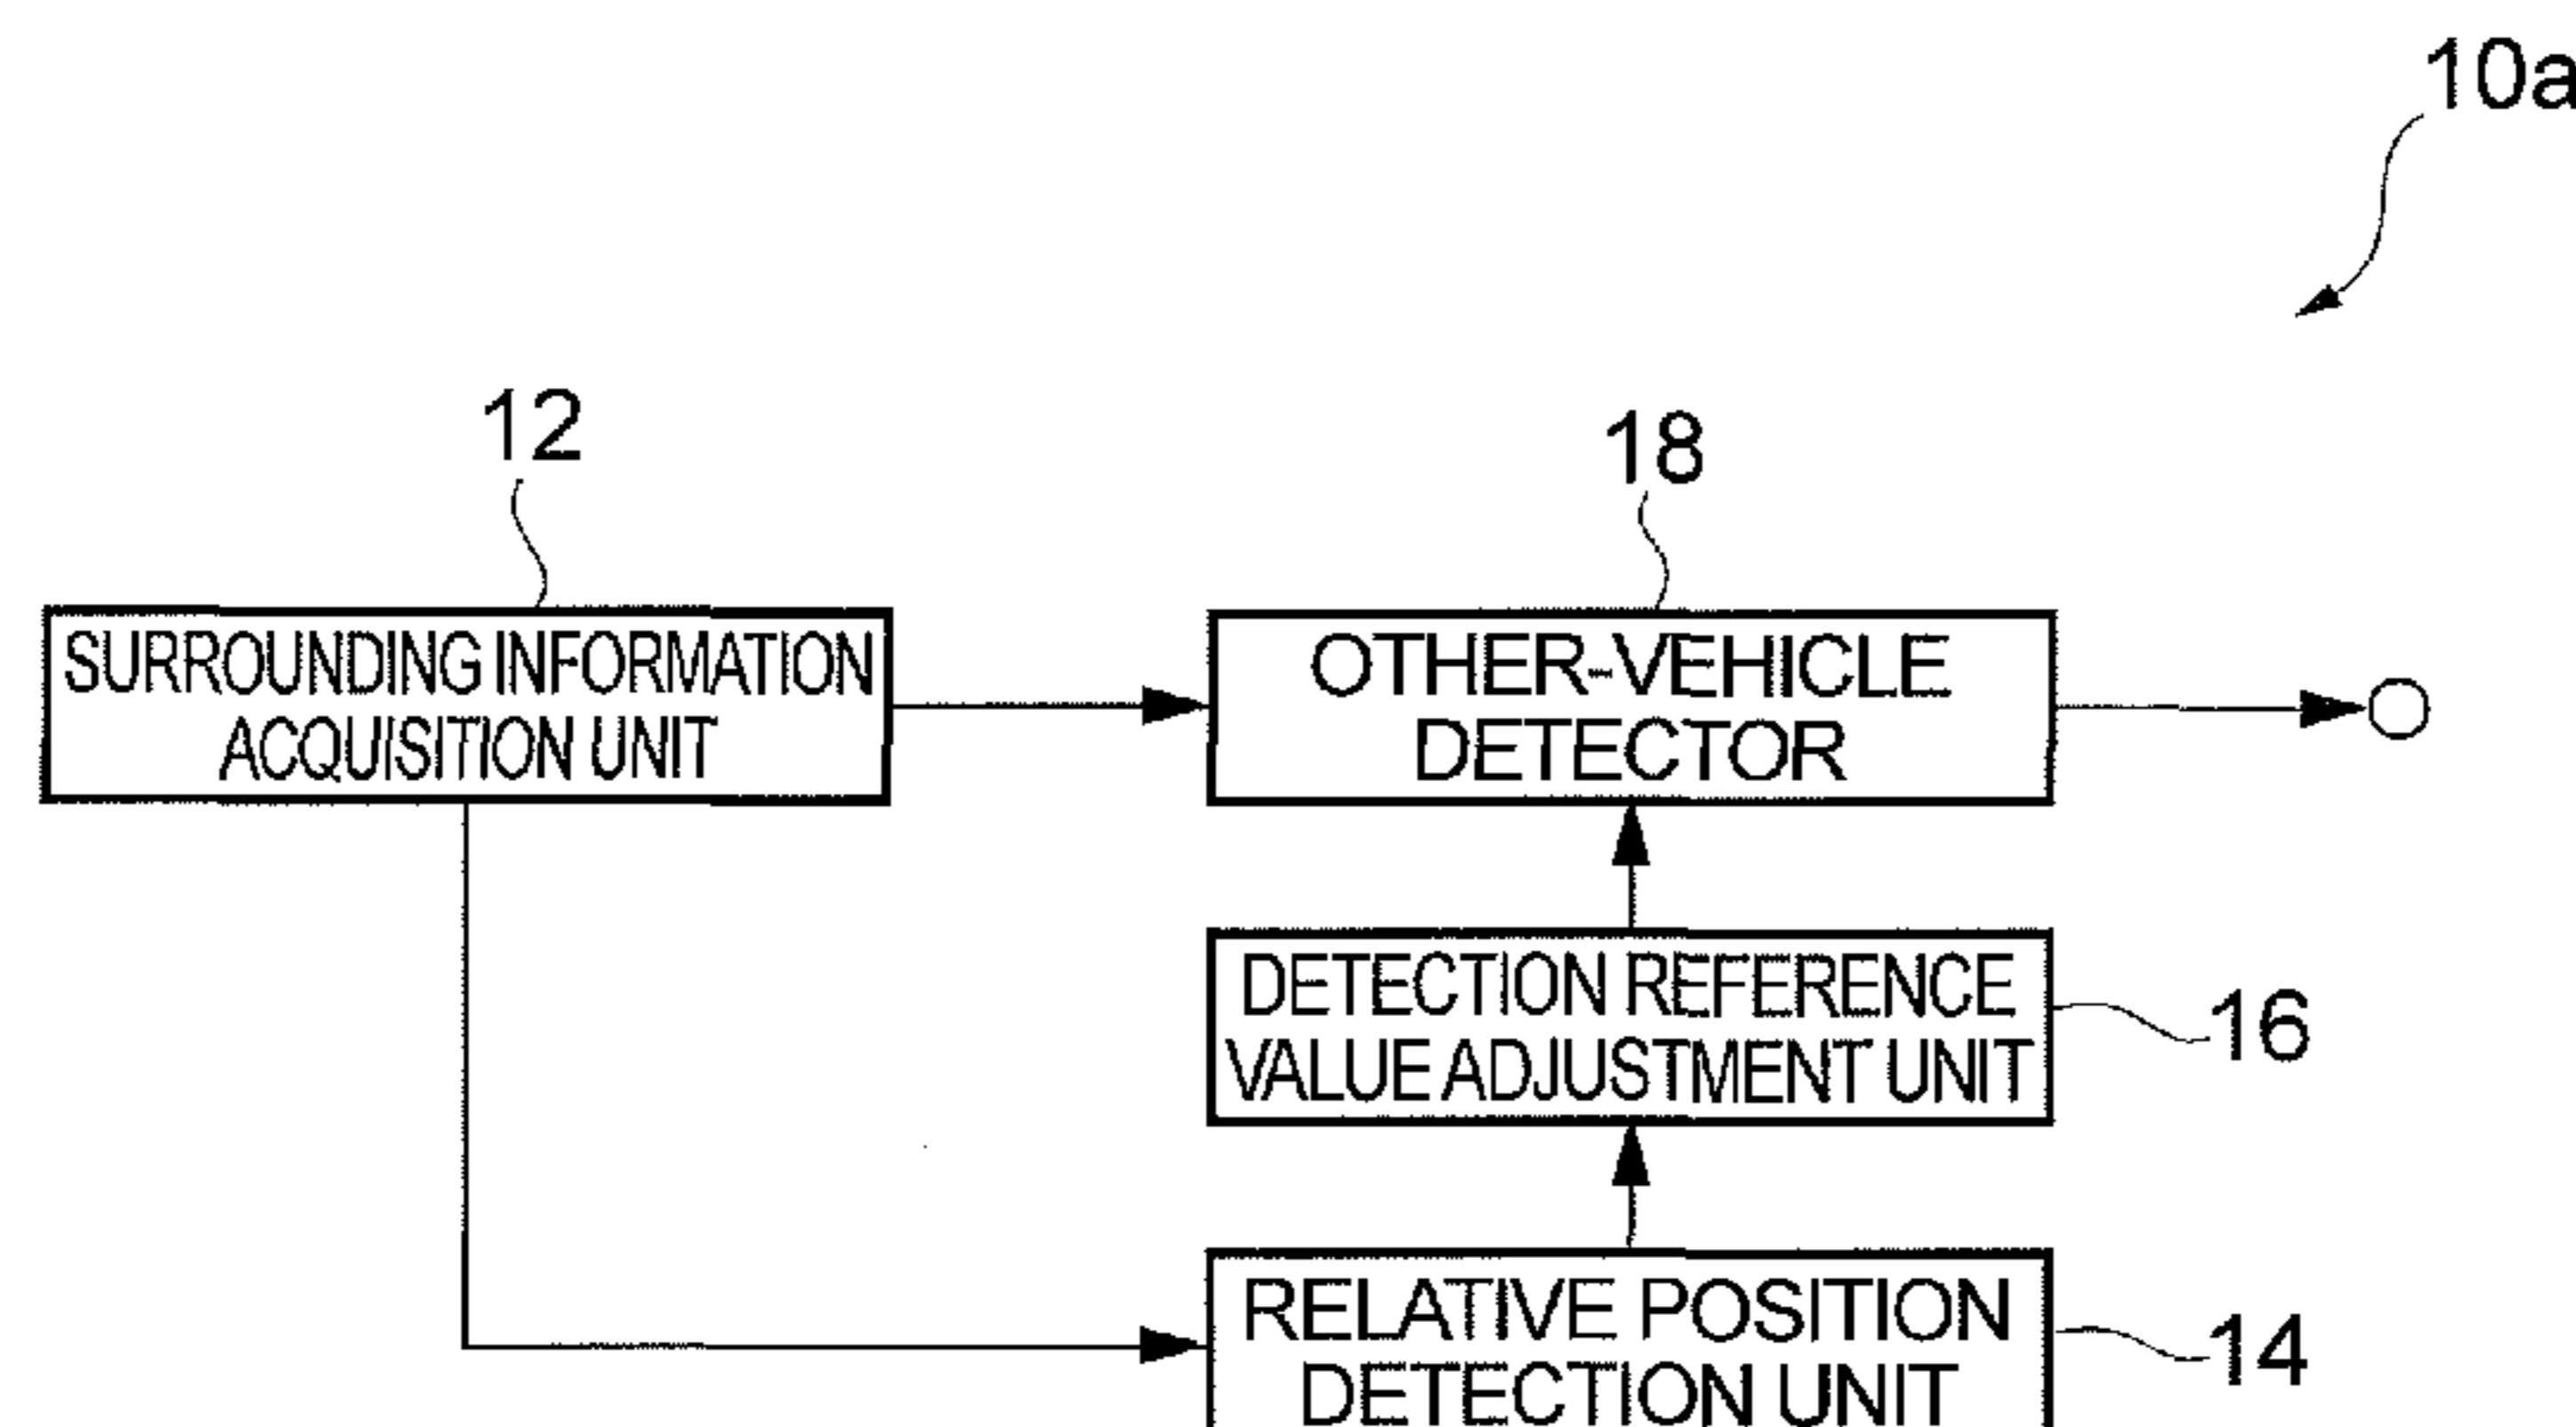 10a
12
18
SURROUNDING INFORMATION
ACQUISITION UNIT
OTHER-VEHICLE
DETECTOR
DETECTION REFERENCE
VALUE ADJUSTMENT UNIT
16
RELATIVE POSITION
DETECTION UNIT
14